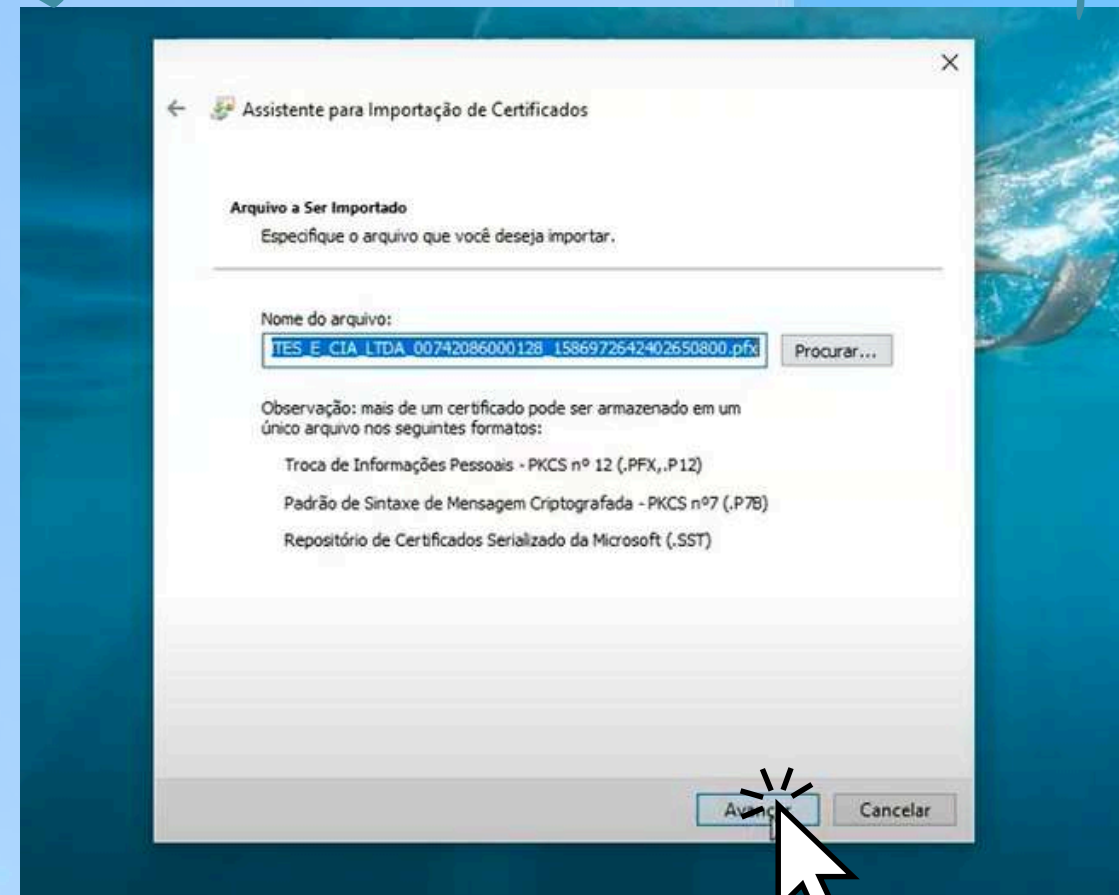 Assistente para Importação de Certificados
Arquivo a Ser Importado
Especifique o arquivo que você deseja importar.
Nome do arquivo:
ITES_E_CIA_LTDA_00742086000128_1586972642402650800.pfx
Procurar...
Observação: mais de um certificado pode ser armazenado em um
único arquivo nos seguintes formatos:
Troca de Informações Pessoais - PKCS nº 12 (.PFX,.P12)
Padrão de Sintaxe de Mensagem Criptografada - PKCS nº7 (.P7B)
Repositório de Certificados Serializado da Microsoft (.SST)
Avançar
Cancelar